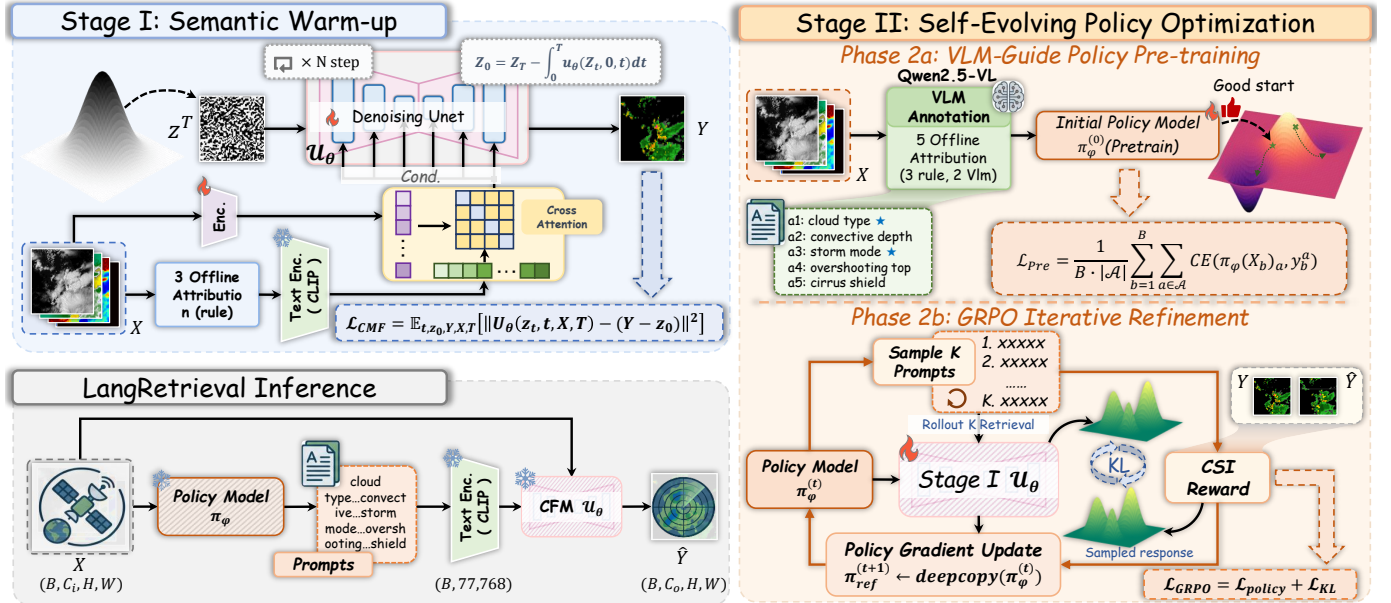 Stage I: Semantic Warm-up
× N step
Z_0 = Z_T − ∫_0^T u_θ(Z_t, 0, t)dt
Z^T
Denoising Unet
𝒰_θ
Cond.
Y
Enc.
Cross
Attention
X
3 Offline
Attributio
n (rule)
Text Enc.
( CLIP )
ℒ_CMF = 𝔼_{t,z_0,Y,X,T}[‖U_θ(z_t, t, X, T) − (Y − z_0)‖²]
LangRetrieval Inference
X
(B, C_i, H, W)
Policy Model
π_φ
cloud
type...convect
ive...storm
mode...oversh
ooting...shield
Prompts
Text Enc.
( CLIP )
(B, 77, 768)
CFM 𝒰_θ
Ŷ
(B, C_o, H, W)
Stage II: Self-Evolving Policy Optimization
Phase 2a: VLM-Guide Policy Pre-training
Qwen2.5-VL
X
VLM
Annotation
5 Offline
Attribution
(3 rule, 2 Vlm)
Initial Policy Model
π_φ^(0)(Pretrain)
Good start
a1: cloud type ★
a2: convective depth
a3: storm mode ★
a4: overshooting top
a5: cirrus shield
ℒ_Pre = 1/(B · |𝒜|) ∑_{b=1}^{B} ∑_{a∈𝒜} CE(π_φ(X_b)_a, y_b^a)
Phase 2b: GRPO Iterative Refinement
Sample K
Prompts
1. xxxxx
2. xxxxx
......
K. xxxxx
Rollout K Retrieval
Y
Ŷ
Policy Model
π_φ^(t)
Stage I 𝒰_θ
KL
CSI
Reward
Sampled response
Policy Gradient Update
π_ref^(t+1) ← deepcopy(π_φ^(t))
ℒ_GRPO = ℒ_policy + ℒ_KL